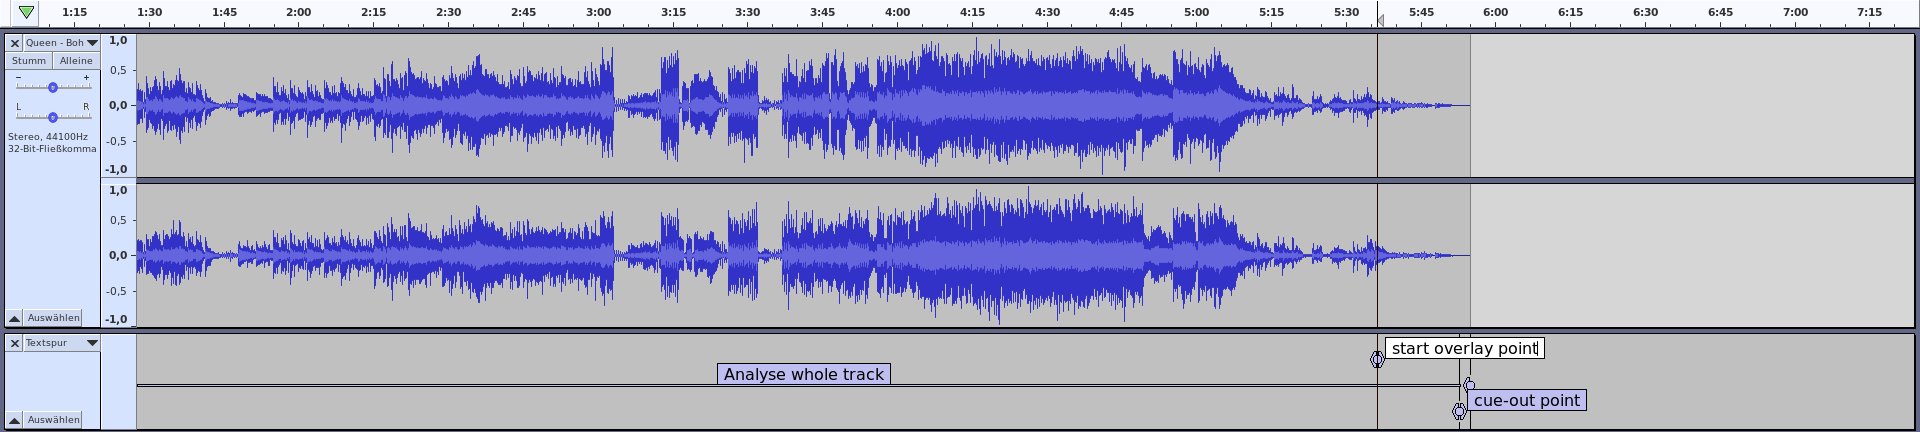 1:15 1:30 1:45 2:00 2:15 2:30 2:45 3:00 3:15 3:30 3:45 4:00 4:15 4:30 4:45 5:00 5:15 5:30 5:45 6:00 6:15 6:30 6:45 7:00 7:15
Queen - Boh
Stumm Alleine
- +
L R
Stereo, 44100Hz
32-Bit-Fließkomma
Auswählen
1,0
0,5
0,0
-0,5
-1,0
1,0
0,5
0,0
-0,5
-1,0
Textspur
Auswählen
start overlay point
Analyse whole track
cue-out point